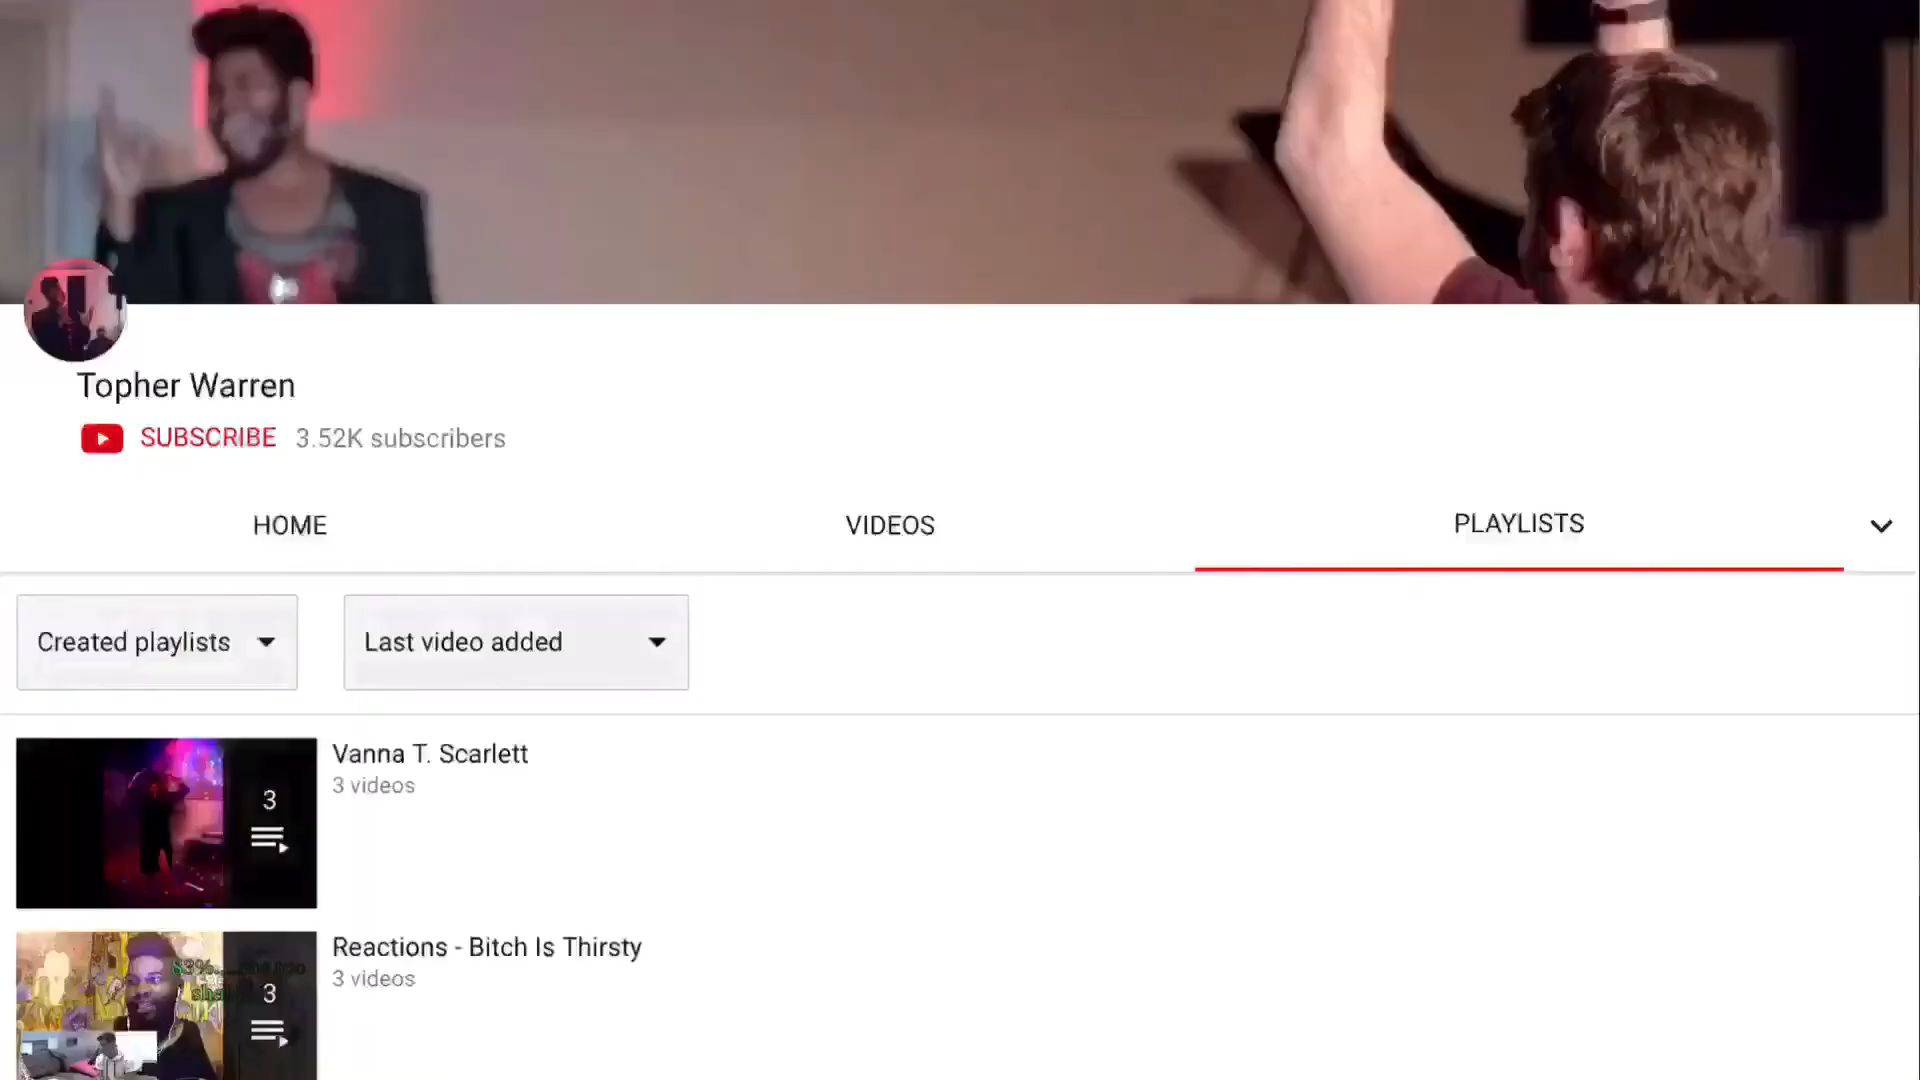 Topher Warren
SUBSCRIBE 3.52K subscribers
HOME VIDEOS PLAYLISTS
Created playlists Last video added
3
Vanna T. Scarlett
3 videos
83%
3
Reactions - Bitch Is Thirsty
3 videos